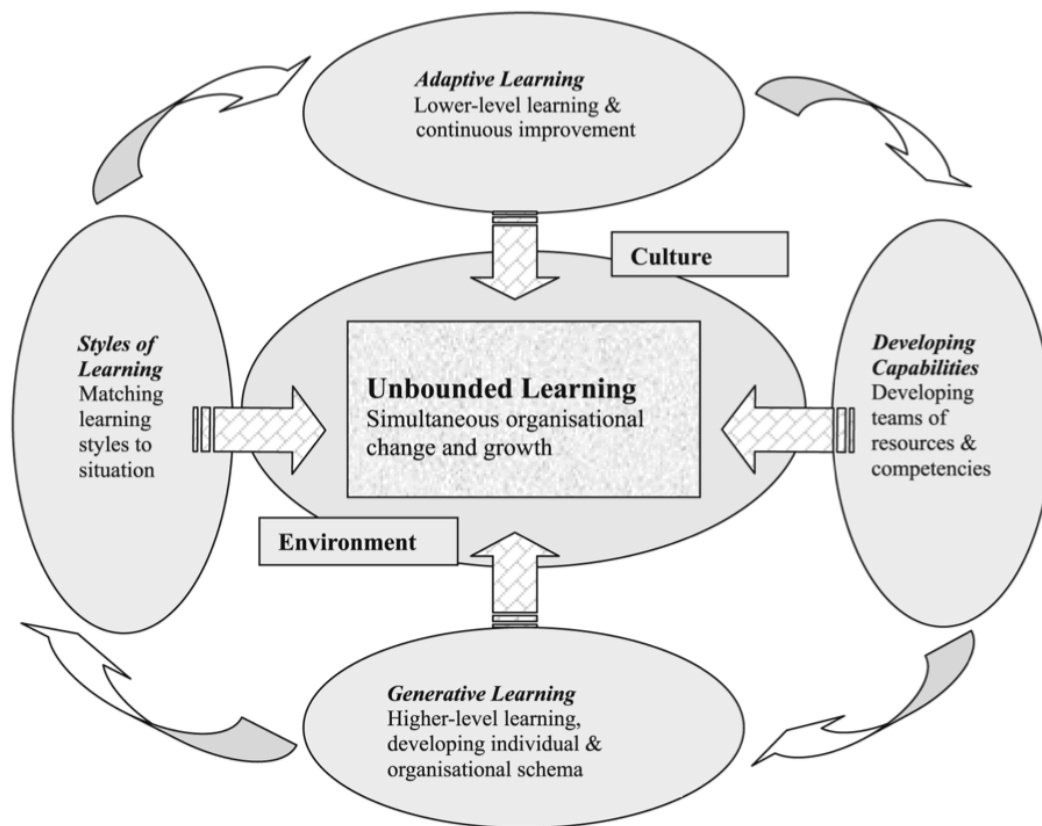 Adaptive Learning
Lower-level learning &
continuous improvement
Culture
Styles of
Learning
Matching
learning
styles to
situation
Unbounded Learning
Simultaneous organisational
change and growth
Developing
Capabilities
Developing
teams of
resources &
competencies
Environment
Generative Learning
Higher-level learning,
developing individual &
organisational schema